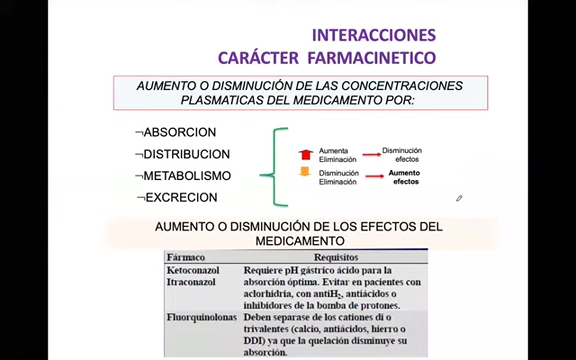 INTERACCIONES
CARÁCTER FARMACINETICO
AUMENTO O DISMINUCIÓN DE LAS CONCENTRACIONES
PLASMATICAS DEL MEDICAMENTO POR:
¬ABSORCION
¬DISTRIBUCION
¬METABOLISMO
¬EXCRECION
Aumenta
Eliminación
Disminución
efectos
Disminución
Eliminación
Aumento
efectos
AUMENTO O DISMINUCIÓN DE LOS EFECTOS DEL
MEDICAMENTO
Fármaco Requisitos
Ketoconazol Requiere pH gástrico ácido para la
Itraconazol absorción óptima. Evitar en pacientes con
aclorhidria, con antiH2, antiácidos o
inhibidores de la bomba de protones.
Fluorquinolonas Deben separase de los cationes di o
trivalentes (calcio, antiácidos, hierro o
DDI) ya que la quelación disminuye su
absorción.